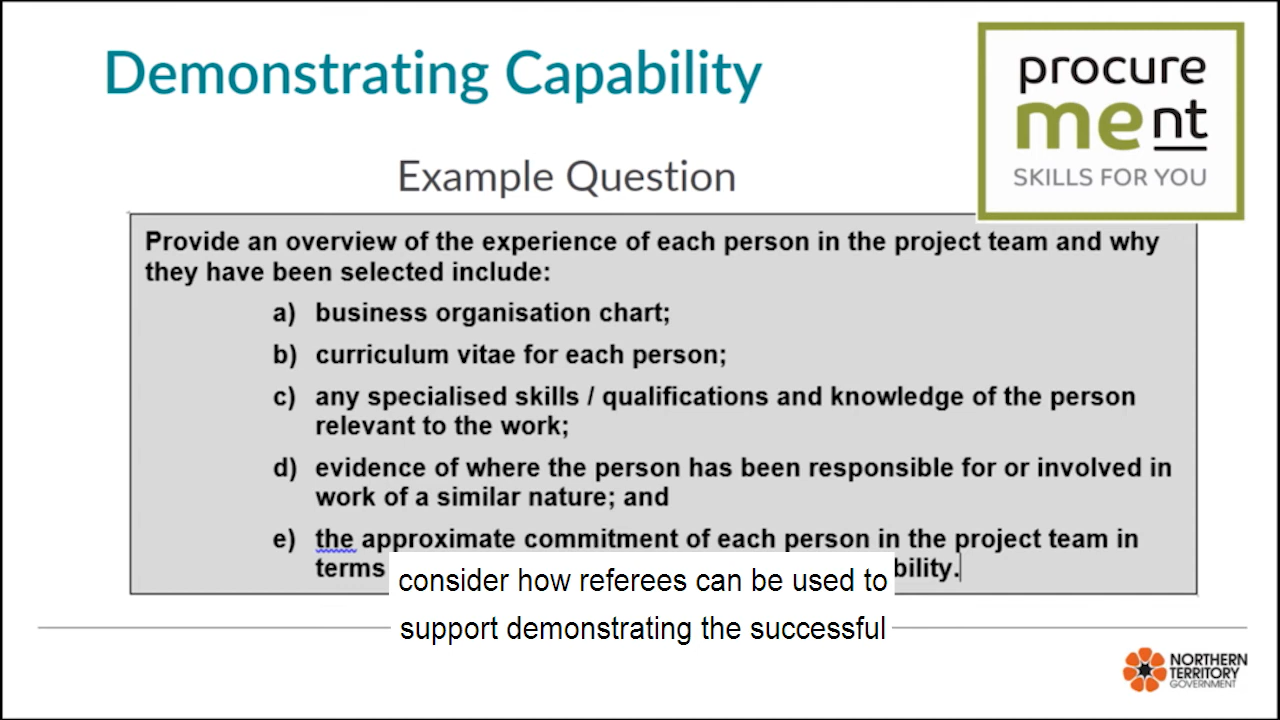 Demonstrating Capability
procure
ment
SKILLS FOR YOU
Example Question
Provide an overview of the experience of each person in the project team and why
they have been selected include:
a) business organisation chart;
b) curriculum vitae for each person;
c) any specialised skills / qualifications and knowledge of the person
relevant to the work;
d) evidence of where the person has been responsible for or involved in
work of a similar nature; and
e) the approximate commitment of each person in the project team in
terms bility.
consider how referees can be used to
support demonstrating the successful
NORTHERN
TERRITORY
GOVERNMENT